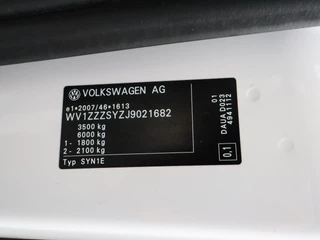 VOLKSWAGEN AG
e1*2007/46*1613
WV1ZZZSYZJ9021682
3500 kg
6000 kg
1- 1800 kg
2- 2100 kg
Typ SYN1E
01
DAUA D023
4941112
0,1